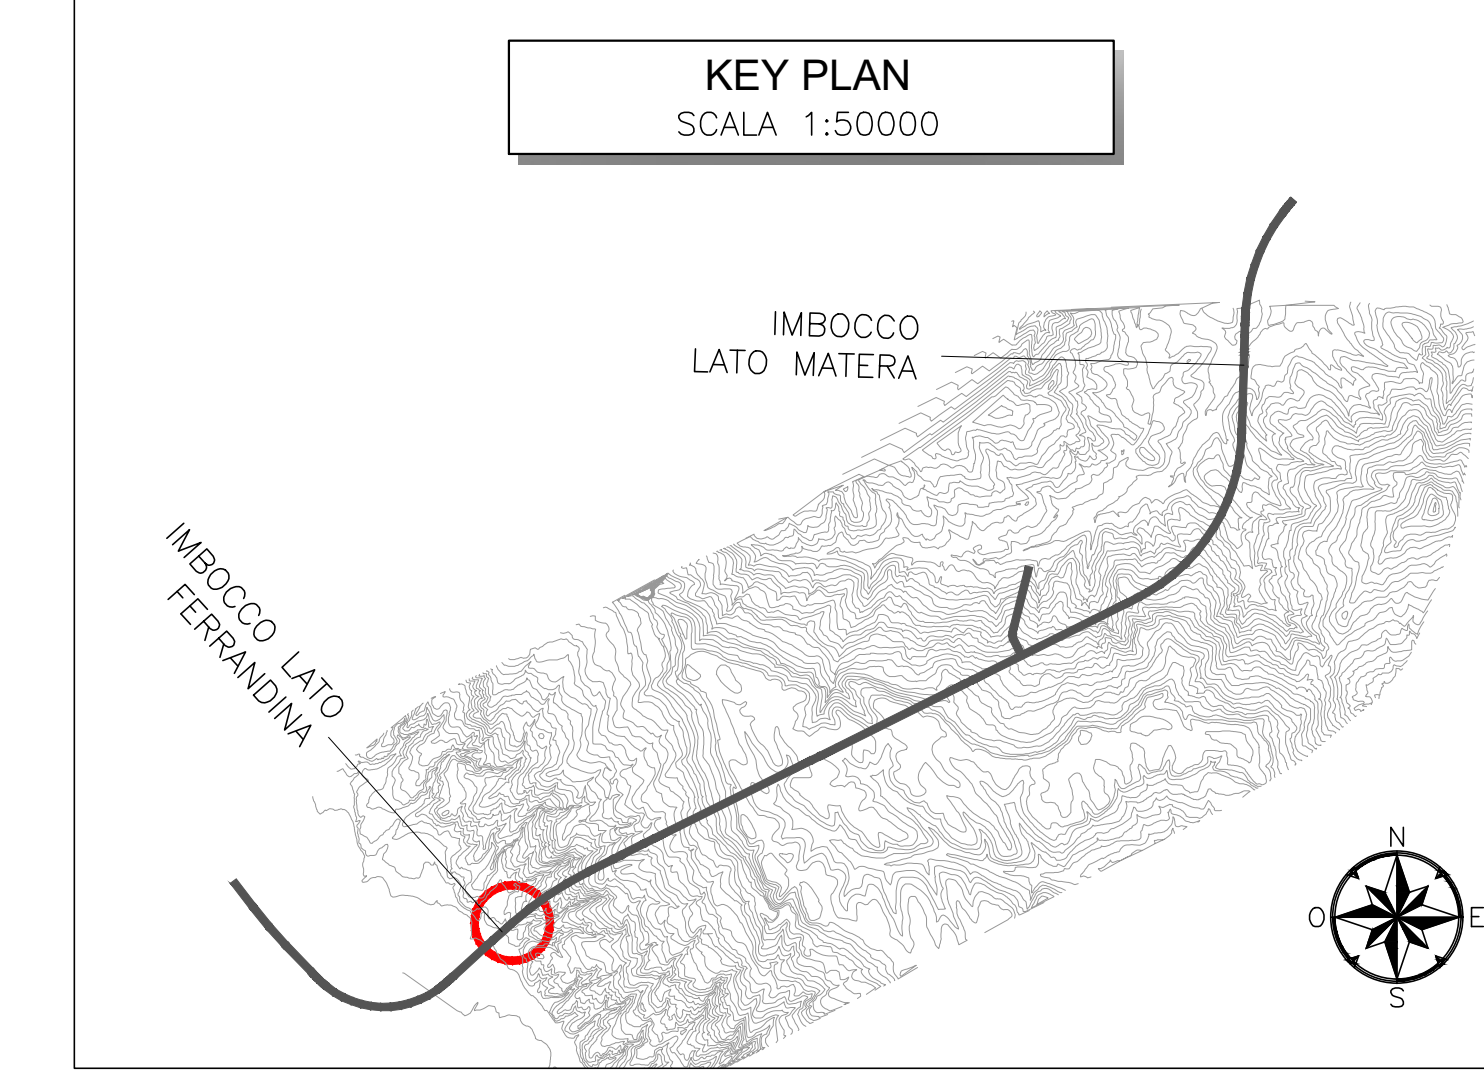 KEY PLAN
SCALA 1:50000
IMBOCCO
LATO MATERA
IMBOCCO LATO
FERRANDINA
N
O
E
S